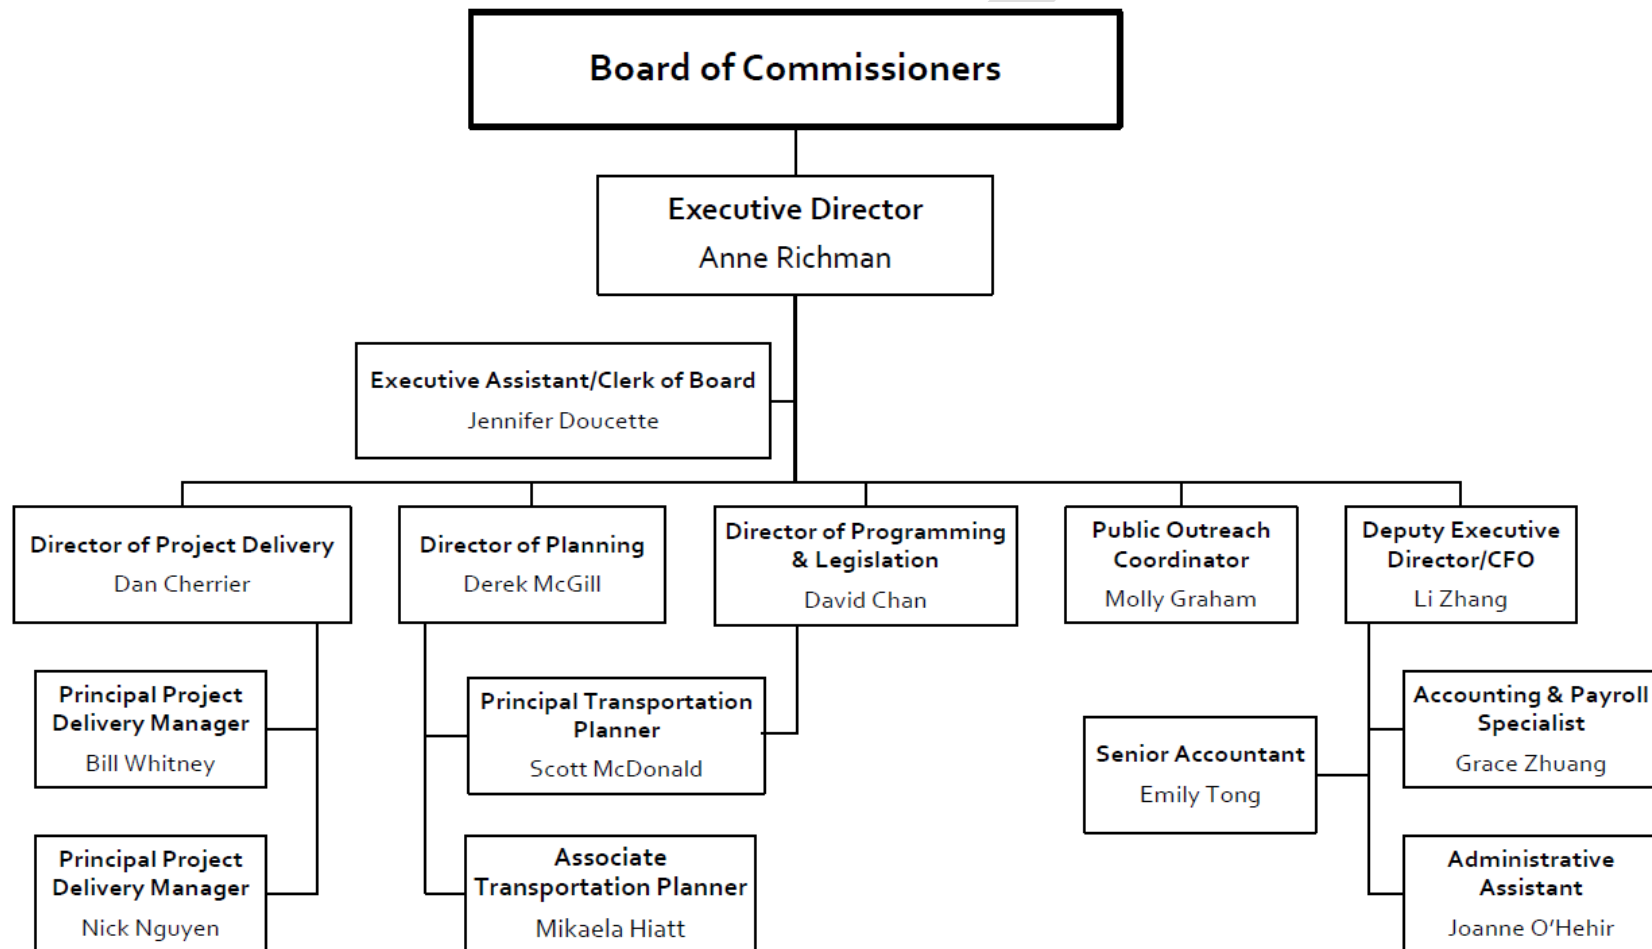 Board of Commissioners
Executive Director
Anne Richman
Executive Assistant/Clerk of Board
Jennifer Doucette
Director of Project Delivery
Dan Cherrier
Director of Planning
Derek McGill
Director of Programming
& Legislation
David Chan
Public Outreach
Coordinator
Molly Graham
Deputy Executive
Director/CFO
Li Zhang
Principal Project
Delivery Manager
Bill Whitney
Principal Transportation
Planner
Scott McDonald
Senior Accountant
Emily Tong
Accounting & Payroll
Specialist
Grace Zhuang
Principal Project
Delivery Manager
Nick Nguyen
Associate
Transportation Planner
Mikaela Hiatt
Administrative
Assistant
Joanne O’Hehir